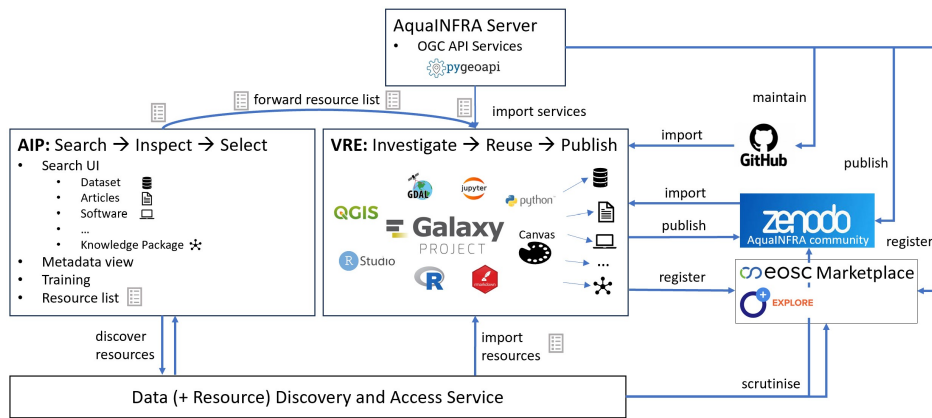 AquaINFRA Server
• OGC API Services
pygeoapi
forward resource list
import services
maintain
publish
register
AIP: Search → Inspect → Select
• Search UI
• Dataset
• Articles
• Software
• ...
• Knowledge Package
• Metadata view
• Training
• Resource list
VRE: Investigate → Reuse → Publish
GDAL
jupyter
python
QGIS
Galaxy
PROJECT
Canvas
R Studio
R
rmarkdown
...
import
GitHub
import
publish
zenodo
AquaINFRA community
register
eosc Marketplace
EXPLORE
discover
resources
import
resources
scrutinise
Data (+ Resource) Discovery and Access Service